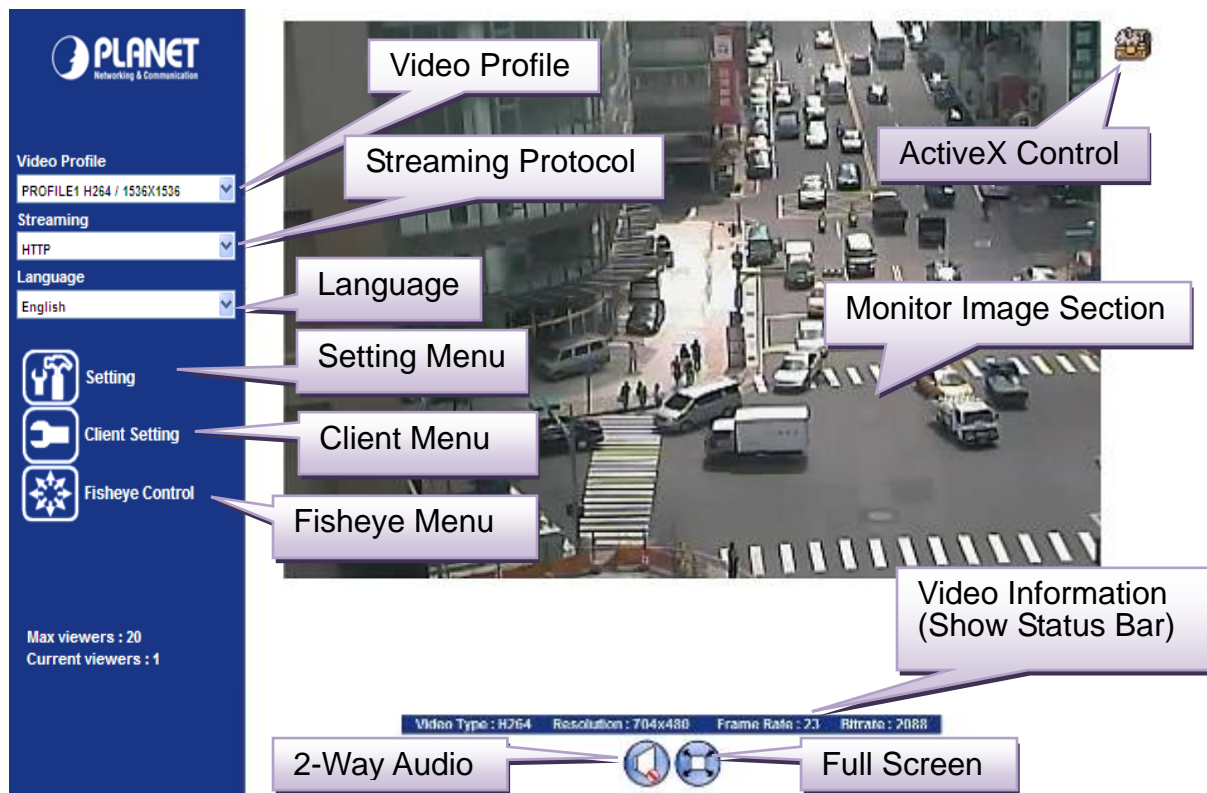 PLANET
Networking & Communication
Video Profile
Video Profile
PROFILE1 H264 / 1536X1536
Streaming Protocol
Streaming
HTTP
Language
Language
English
ActiveX Control
Monitor Image Section
Setting Menu
Setting
Client Menu
Client Setting
Fisheye Menu
Fisheye Control
Video Information
(Show Status Bar)
Max viewers : 20
Current viewers : 1
Video Type : H264 Resolution : 704x480 Frame Rate : 23 Bitrate : 2088
2-Way Audio
Full Screen